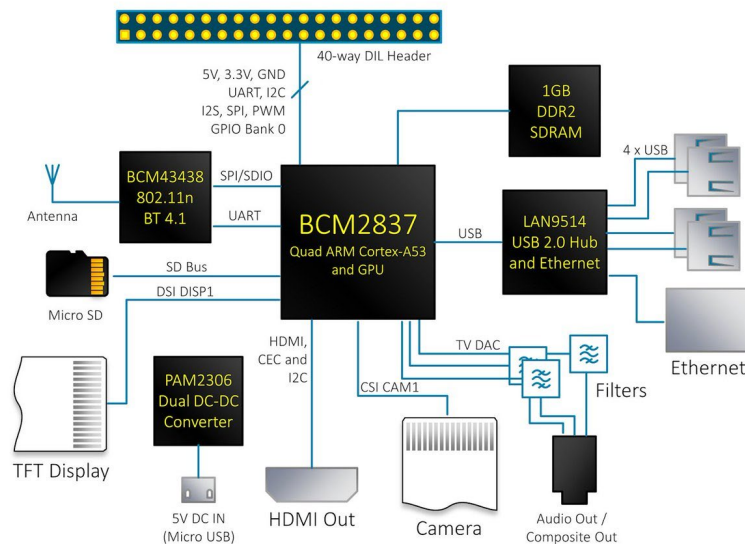 40-way DIL Header
5V, 3.3V, GND
UART, I2C
I2S, SPI, PWM
GPIO Bank 0
1GB
DDR2
SDRAM
4 x USB
BCM43438
802.11n
BT 4.1
SPI/SDIO
UART
Antenna
BCM2837
Quad ARM Cortex-A53
and GPU
USB
LAN9514
USB 2.0 Hub
and Ethernet
SD Bus
Micro SD
DSI DISP1
HDMI,
CEC and
I2C
TV DAC
CSI CAM1
Filters
Ethernet
PAM2306
Dual DC-DC
Converter
TFT Display
5V DC IN
(Micro USB)
HDMI Out
Camera
Audio Out /
Composite Out